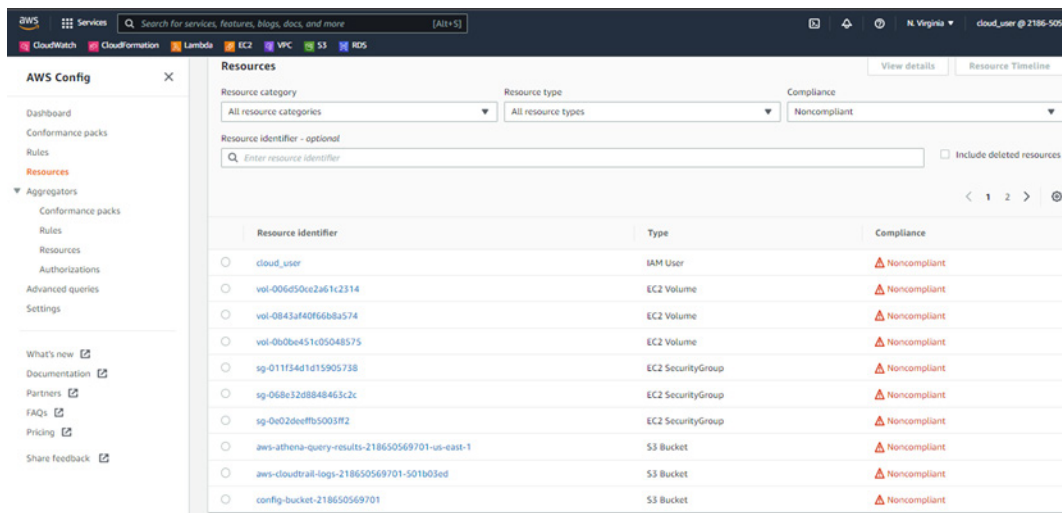 aws Services Search for services, features, blogs, docs, and more [Alt+S] N. Virginia cloud_user @ 2186-505
CloudWatch CloudFormation Lambda EC2 VPC S3 RDS
AWS Config
Dashboard
Conformance packs
Rules
Resources
Aggregators
Conformance packs
Rules
Resources
Authorizations
Advanced queries
Settings
What's new
Documentation
Partners
FAQs
Pricing
Share feedback
Resources View details Resource Timeline
Resource category Resource type Compliance
All resource categories All resource types Noncompliant
Resource identifier - optional
Enter resource identifier Include deleted resources
1 2
Resource identifier Type Compliance
cloud_user IAM User Noncompliant
vol-006d50ce2a61c2314 EC2 Volume Noncompliant
vol-0843af40f66b8a574 EC2 Volume Noncompliant
vol-0b0be451c05048575 EC2 Volume Noncompliant
sg-011f34d1d15905738 EC2 SecurityGroup Noncompliant
sg-068e32d8848463c2c EC2 SecurityGroup Noncompliant
sg-0e02deeffb5003ff2 EC2 SecurityGroup Noncompliant
aws-athena-query-results-218650569701-us-east-1 S3 Bucket Noncompliant
aws-cloudtrail-logs-218650569701-501b03ed S3 Bucket Noncompliant
config-bucket-218650569701 S3 Bucket Noncompliant